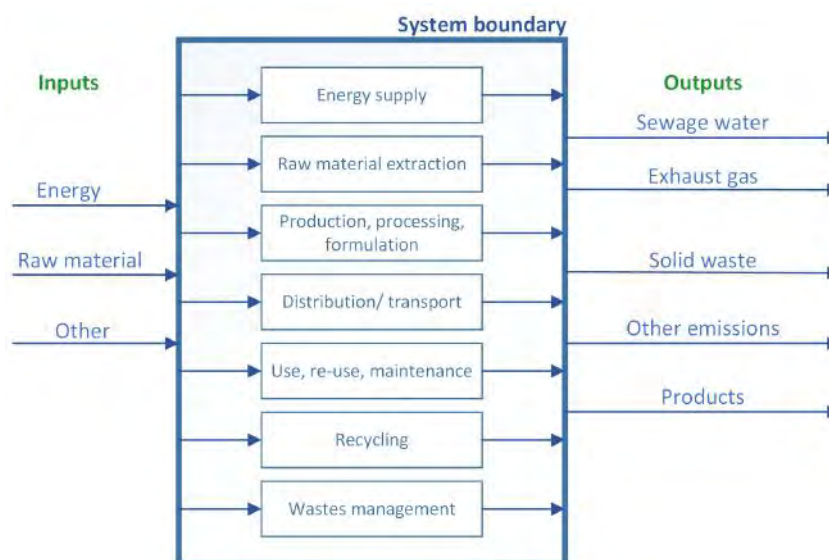 System boundary
Inputs
Outputs
Energy supply
Sewage water
Raw material extraction
Exhaust gas
Energy
Production, processing,
formulation
Raw material
Solid waste
Distribution/ transport
Other
Other emissions
Use, re-use, maintenance
Products
Recycling
Wastes management